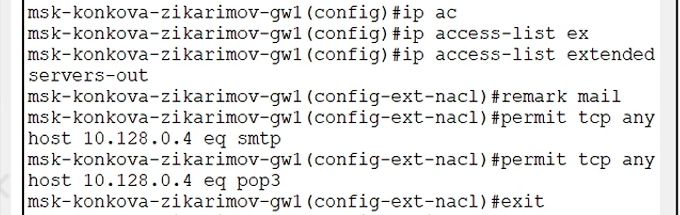 msk-konkova-zikarimov-gw1(config)#ip ac
msk-konkova-zikarimov-gw1(config)#ip access-list ex
msk-konkova-zikarimov-gw1(config)#ip access-list extended
servers-out
msk-konkova-zikarimov-gw1(config-ext-nacl)#remark mail
msk-konkova-zikarimov-gw1(config-ext-nacl)#permit tcp any
host 10.128.0.4 eq smtp
msk-konkova-zikarimov-gw1(config-ext-nacl)#permit tcp any
host 10.128.0.4 eq pop3
msk-konkova-zikarimov-gw1(config-ext-nacl)#exit